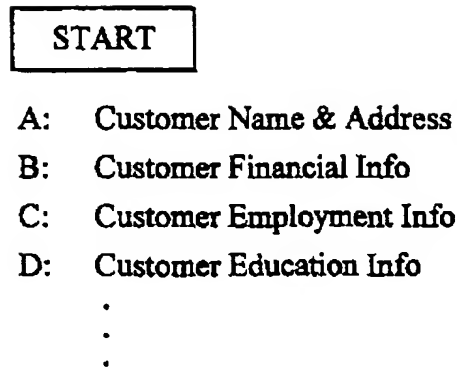 START
A: Customer Name & Address
B: Customer Financial Info
C: Customer Employment Info
D: Customer Education Info
.
.
.